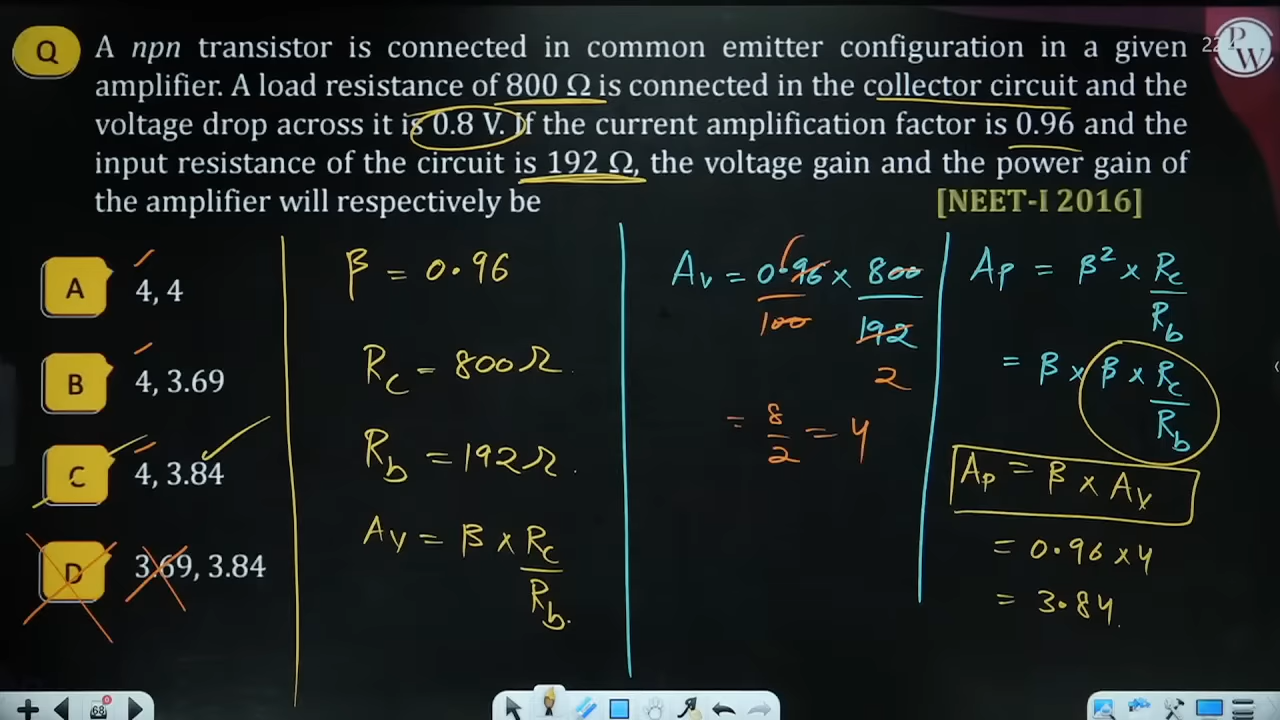 Q
A npn transistor is connected in common emitter configuration in a given
amplifier. A load resistance of 800 Ω is connected in the collector circuit and the
voltage drop across it is 0.8 V. If the current amplification factor is 0.96 and the
input resistance of the circuit is 192 Ω, the voltage gain and the power gain of
the amplifier will respectively be
[NEET-I 2016]
P
W
A
4, 4
B
4, 3.69
C
4, 3.84
D
3.69, 3.84
β = 0.96
Rc = 800Ω
Rb = 192Ω.
Av = β × Rc
Rb.
Av = 0.96 × 800
100 192
2
= 8
2 = 4
Ap = β² × Rc
Rb
= β × β × Rc
Rb
Ap = β × Av
= 0.96 × 4
= 3.84.
68